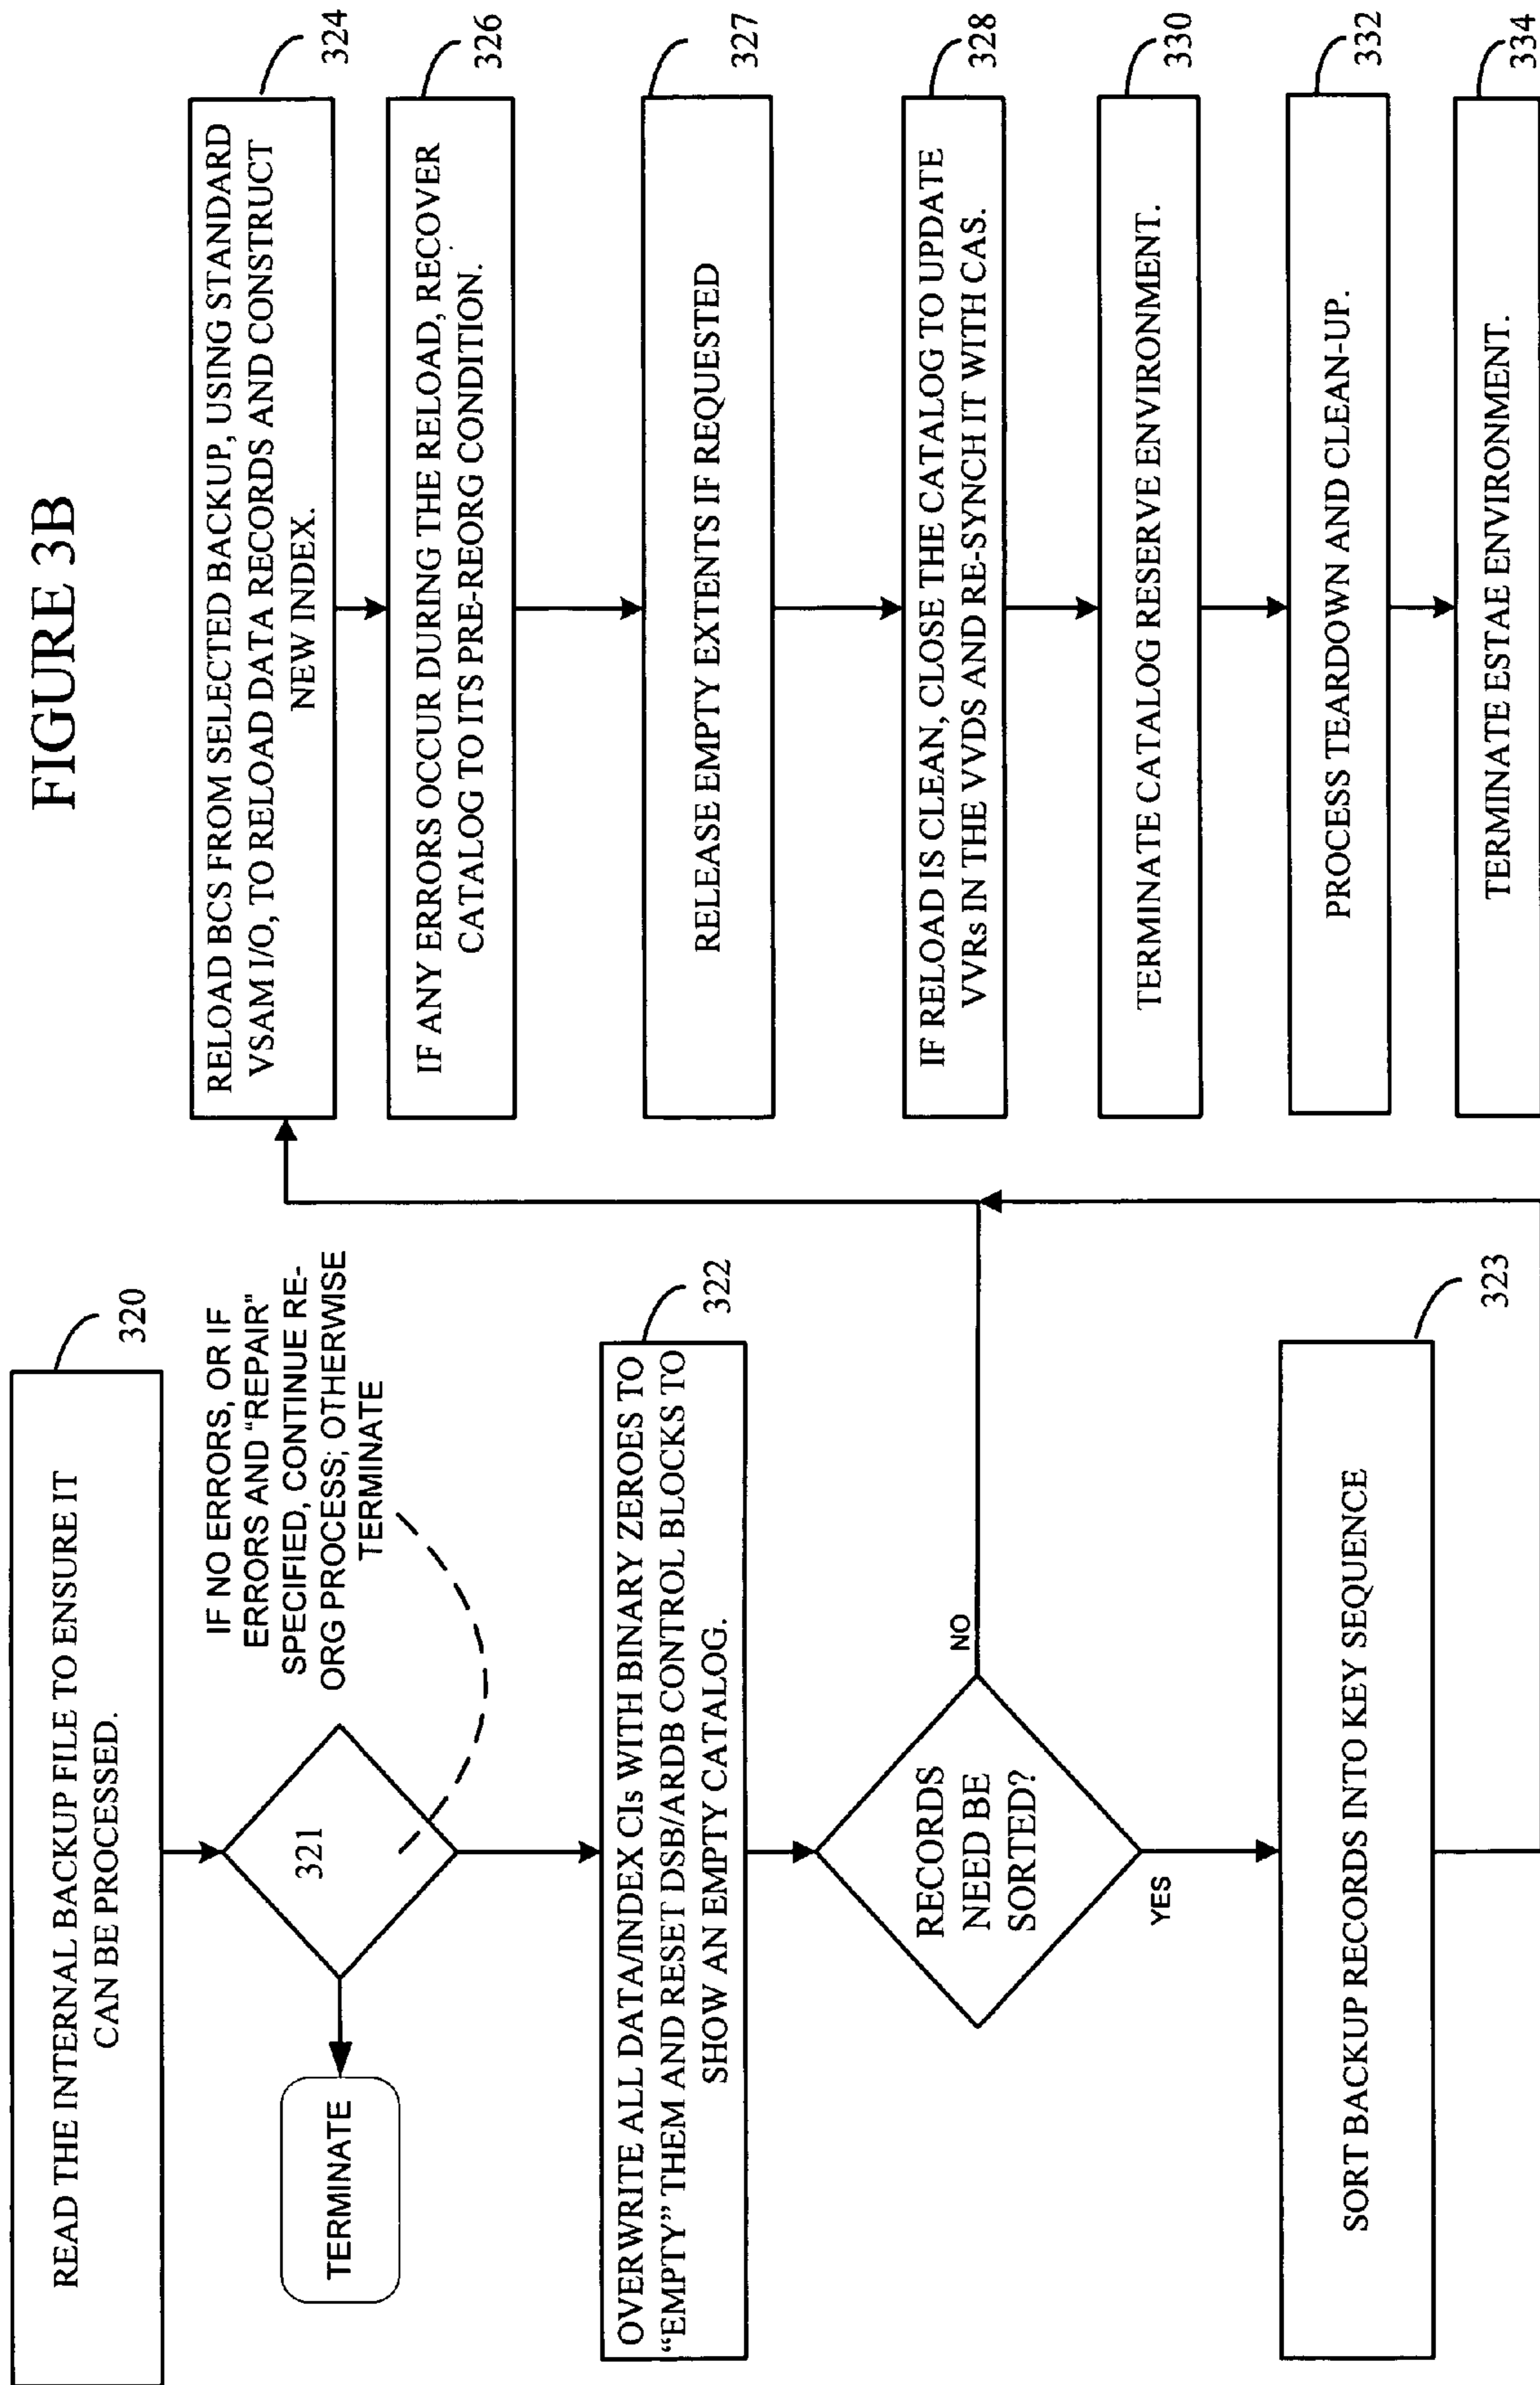 FIGURE 3B
READ THE INTERNAL BACKUP FILE TO ENSURE IT
CAN BE PROCESSED.
320
321
IF NO ERRORS, OR IF
ERRORS AND "REPAIR"
SPECIFIED, CONTINUE RE-
ORG PROCESS; OTHERWISE
TERMINATE
TERMINATE
OVERWRITE ALL DATA/INDEX CIs WITH BINARY ZEROES TO
“EMPTY” THEM AND RESET DSB/ARDB CONTROL BLOCKS TO
SHOW AN EMPTY CATALOG.
322
RECORDS
NEED BE
SORTED?
NO
YES
SORT BACKUP RECORDS INTO KEY SEQUENCE
323
RELOAD BCS FROM SELECTED BACKUP, USING STANDARD
VSAM I/O, TO RELOAD DATA RECORDS AND CONSTRUCT
NEW INDEX.
324
IF ANY ERRORS OCCUR DURING THE RELOAD, RECOVER
CATALOG TO ITS PRE-REORG CONDITION.
326
RELEASE EMPTY EXTENTS IF REQUESTED
327
IF RELOAD IS CLEAN, CLOSE THE CATALOG TO UPDATE
VVRs IN THE VVDS AND RE-SYNCH IT WITH CAS.
328
TERMINATE CATALOG RESERVE ENVIRONMENT.
330
PROCESS TEARDOWN AND CLEAN-UP.
332
TERMINATE ESTAE ENVIRONMENT.
334